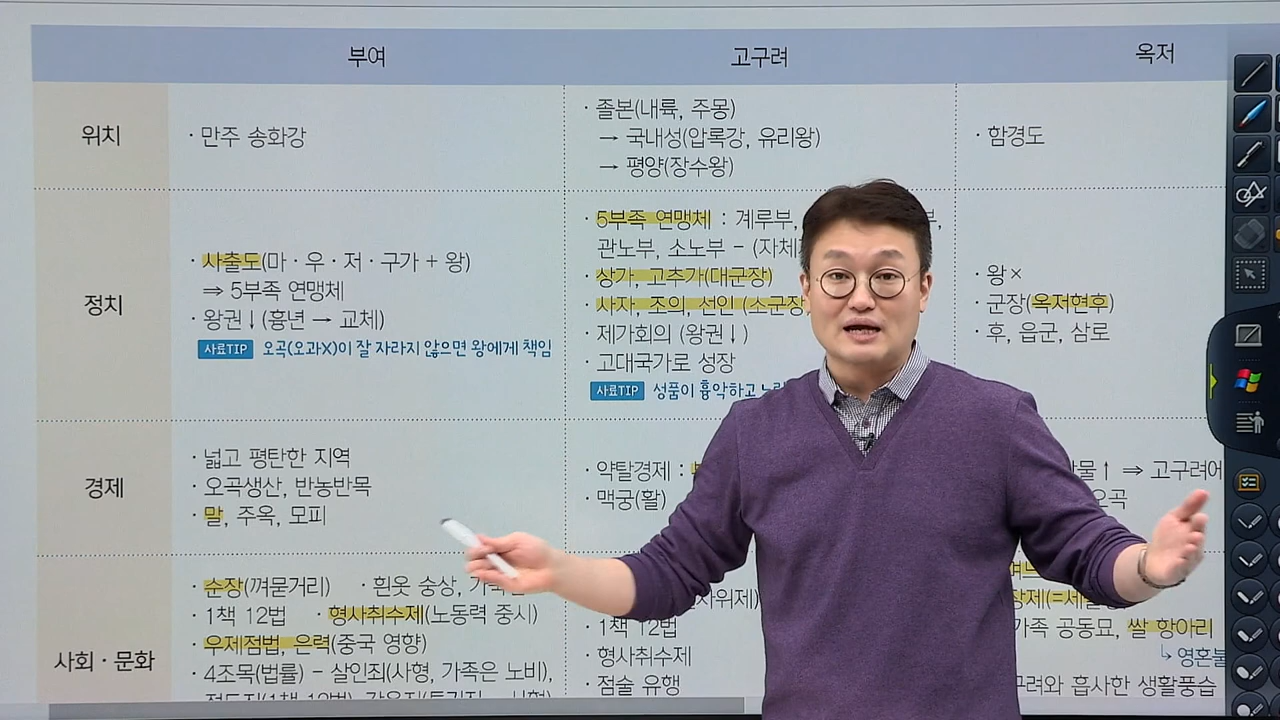 부여
고구려
옥저
위치
· 만주 송화강
· 졸본(내륙, 주몽)
→ 국내성(압록강, 유리왕)
→ 평양(장수왕)
· 함경도
정치
· 사출도(마 · 우 · 저 · 구가 + 왕)
⇒ 5부족 연맹체
· 왕권↓(흉년 → 교체)
사료TIP 오곡(오과X)이 잘 자라지 않으면 왕에게 책임
· 5부족 연맹체 : 계루부,
관노부, 소노부 – (자체
· 상가, 고추가(대군장)
· 사자, 조의, 선인 (소군장
· 제가회의 (왕권↓)
· 고대국가로 성장
사료TIP 성품이 흉악하고
· 왕×
· 군장(옥저현후)
· 후, 읍군, 삼로
경제
· 넓고 평탄한 지역
· 오곡생산, 반농반목
· 말, 주옥, 모피
· 약탈경제 :
· 맥궁(활)
↑ ⇒ 고구려에
오곡
사회 · 문화
· 순장(껴묻거리) · 흰옷 숭상,
· 1책 12법 · 형사취수제(노동력 중시)
· 우제점법, 은력(중국 영향)
· 4조목(법률) – 살인죄(사형, 가족은 노비),
· 1책 12법
· 형사취수제
· 점술 유행
가족 공동묘, 쌀 항아리
흡사한 생활풍습